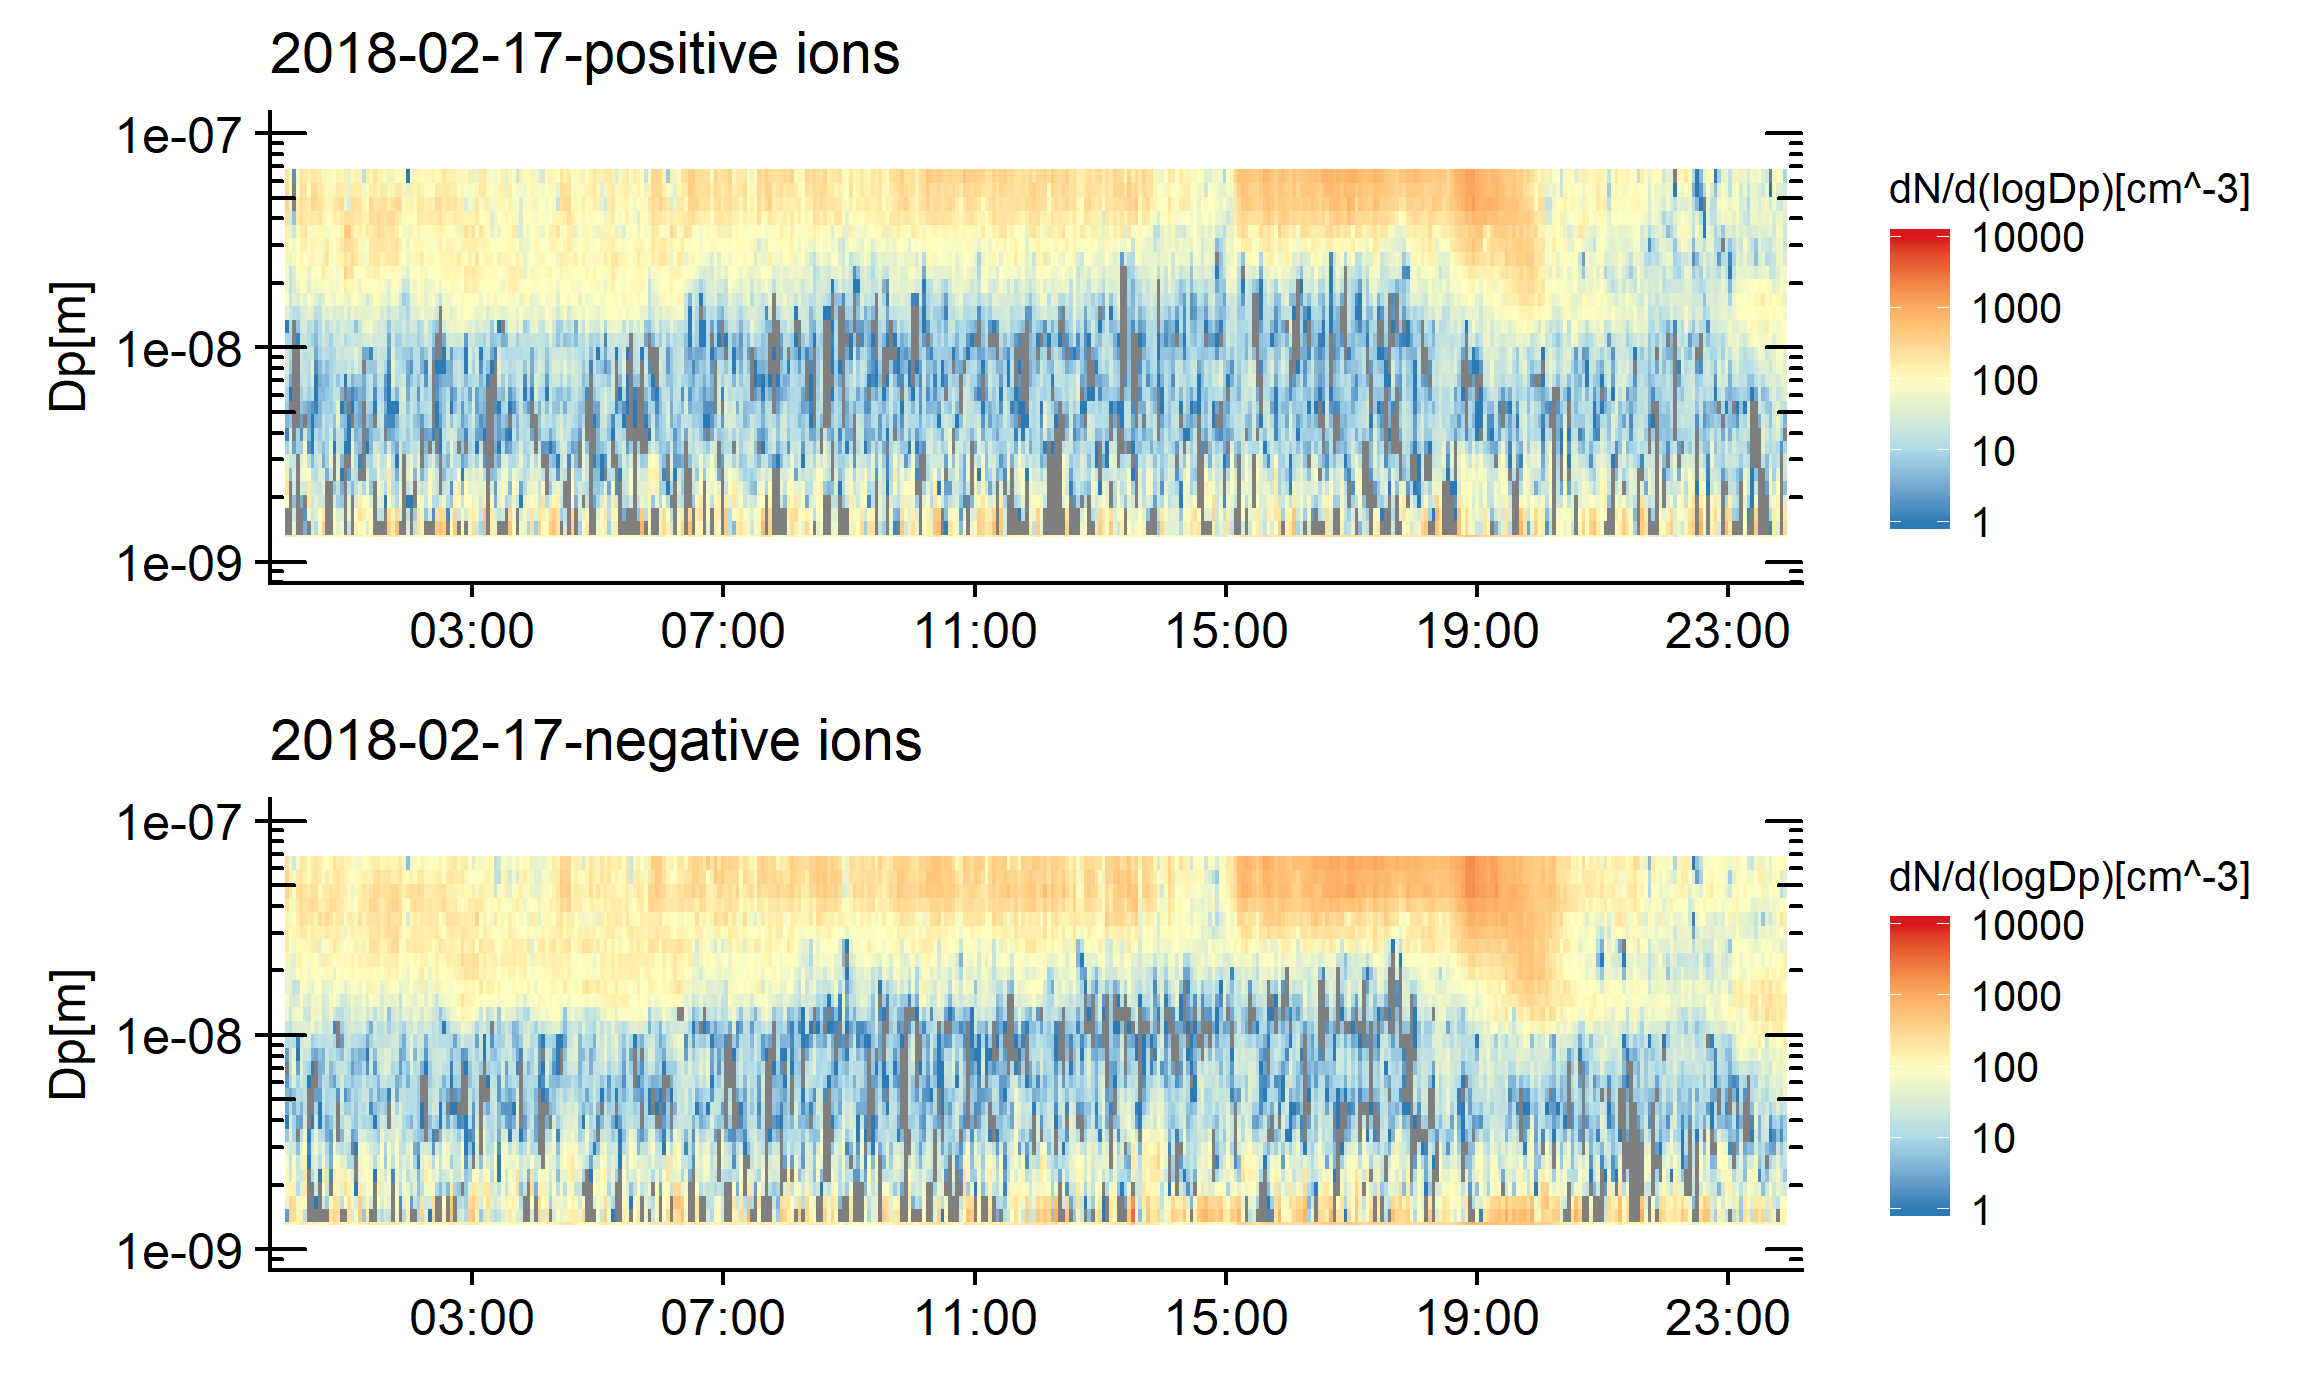 2018-02-17-positive ions
1e-07
1e-08
1e-09
Dp[m]
03:00 07:00 11:00 15:00 19:00 23:00
dN/d(logDp)[cm^-3]
10000
1000
100
10
1
2018-02-17-negative ions
1e-07
1e-08
1e-09
Dp[m]
03:00 07:00 11:00 15:00 19:00 23:00
dN/d(logDp)[cm^-3]
10000
1000
100
10
1